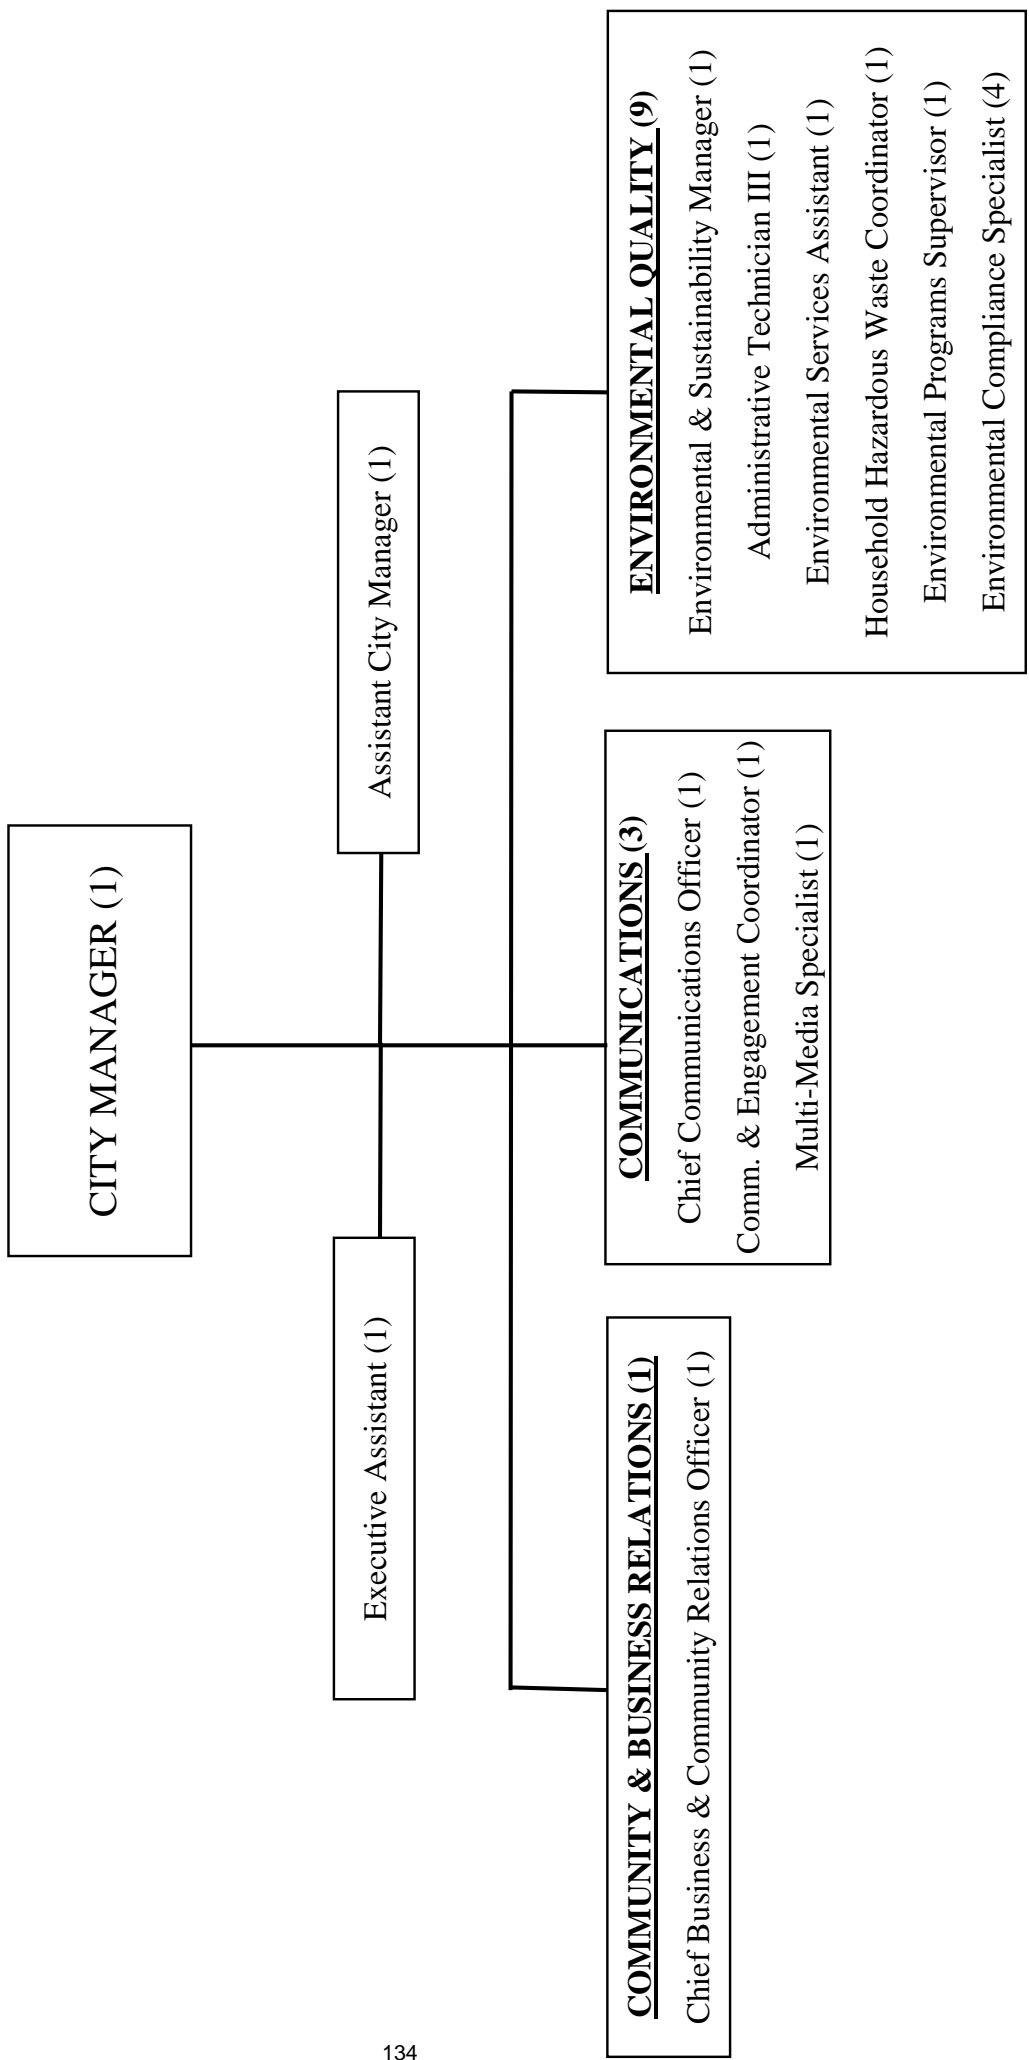 CITY MANAGER (1)
Executive Assistant (1)
Assistant City Manager (1)
COMMUNITY & BUSINESS RELATIONS (1)
Chief Business & Community Relations Officer (1)
COMMUNICATIONS (3)
Chief Communications Officer (1)
Comm. & Engagement Coordinator (1)
Multi-Media Specialist (1)
ENVIRONMENTAL QUALITY (9)
Environmental & Sustainability Manager (1)
Administrative Technician III (1)
Environmental Services Assistant (1)
Household Hazardous Waste Coordinator (1)
Environmental Programs Supervisor (1)
Environmental Compliance Specialist (4)
134